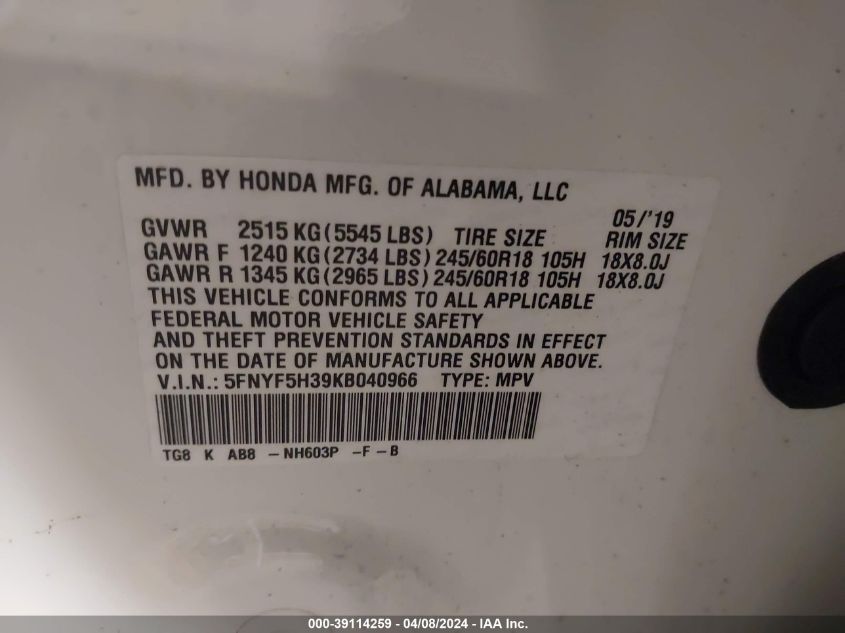 MFD. BY HONDA MFG. OF ALABAMA, LLC
05/'19
GVWR 2515 KG (5545 LBS) TIRE SIZE RIM SIZE
GAWR F 1240 KG (2734 LBS) 245/60R18 105H 18X8.0J
GAWR R 1345 KG (2965 LBS) 245/60R18 105H 18X8.0J
THIS VEHICLE CONFORMS TO ALL APPLICABLE
FEDERAL MOTOR VEHICLE SAFETY
AND THEFT PREVENTION STANDARDS IN EFFECT
ON THE DATE OF MANUFACTURE SHOWN ABOVE.
V.I.N.: 5FNYF5H39KB040966 TYPE: MPV
TG8 K AB8 -NH603P -F-B
000-39114259 - 04/08/2024 - IAA Inc.